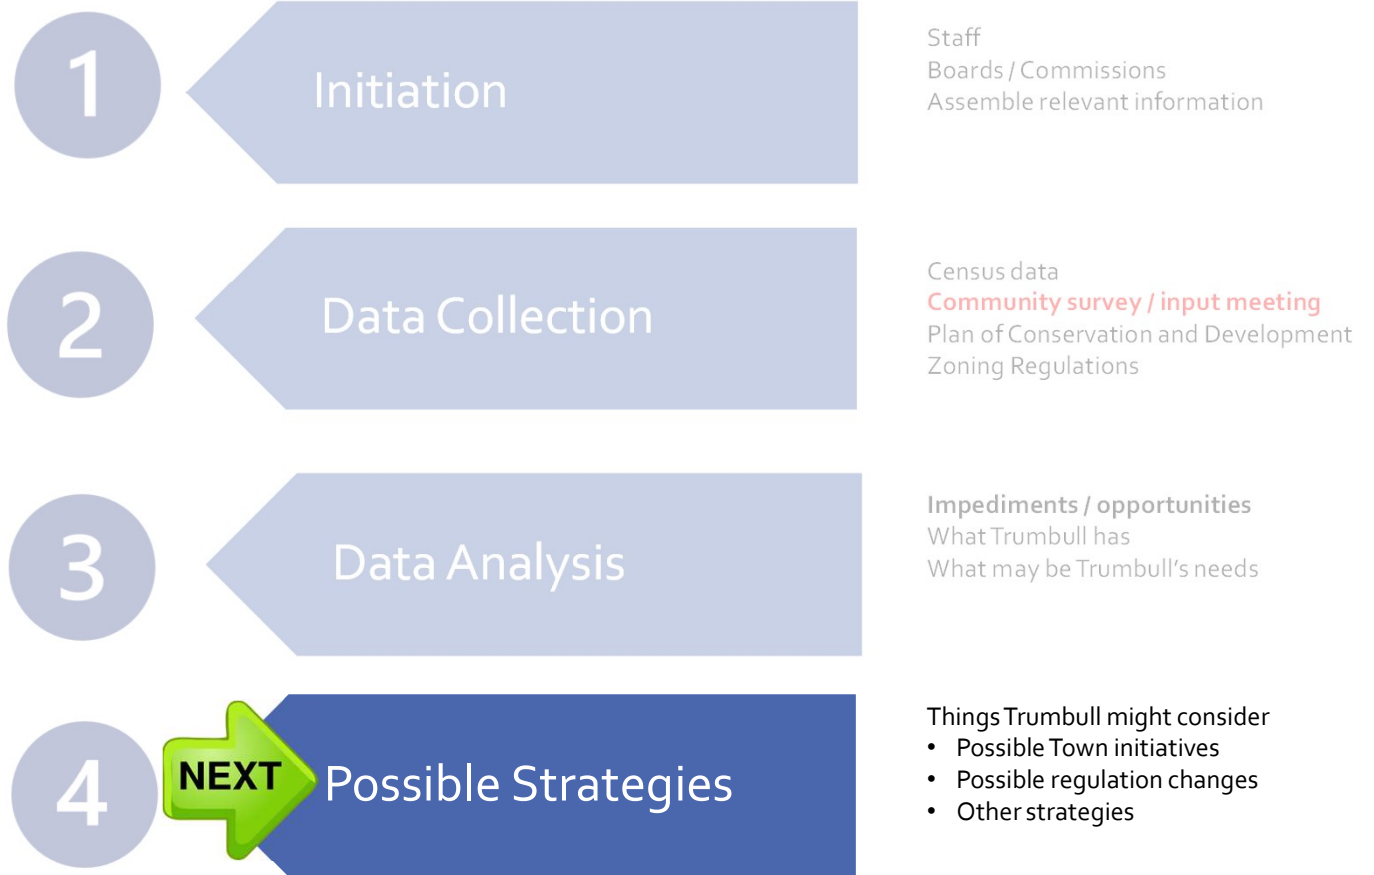 1
Initiation
Staff
Boards / Commissions
Assemble relevant information
2
Data Collection
Census data
Community survey / input meeting
Plan of Conservation and Development
Zoning Regulations
3
Data Analysis
Impediments / opportunities
What Trumbull has
What may be Trumbull's needs
4
NEXT
Possible Strategies
Things Trumbull might consider
• Possible Town initiatives
• Possible regulation changes
• Other strategies